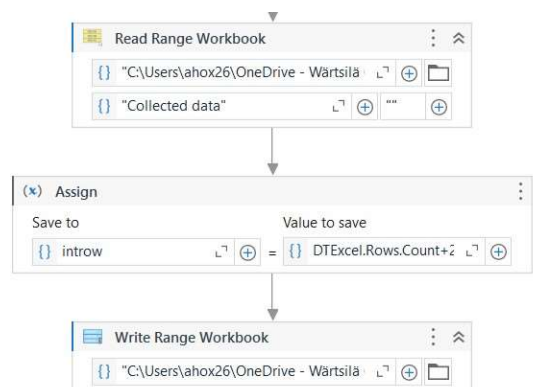 Read Range Workbook
{} "C:\Users\ahox26\OneDrive - Wärtsilä
{} "Collected data" ""
(x) Assign
Save to Value to save
{} introw = {} DTExcel.Rows.Count+2
Write Range Workbook
{} "C:\Users\ahox26\OneDrive - Wärtsilä